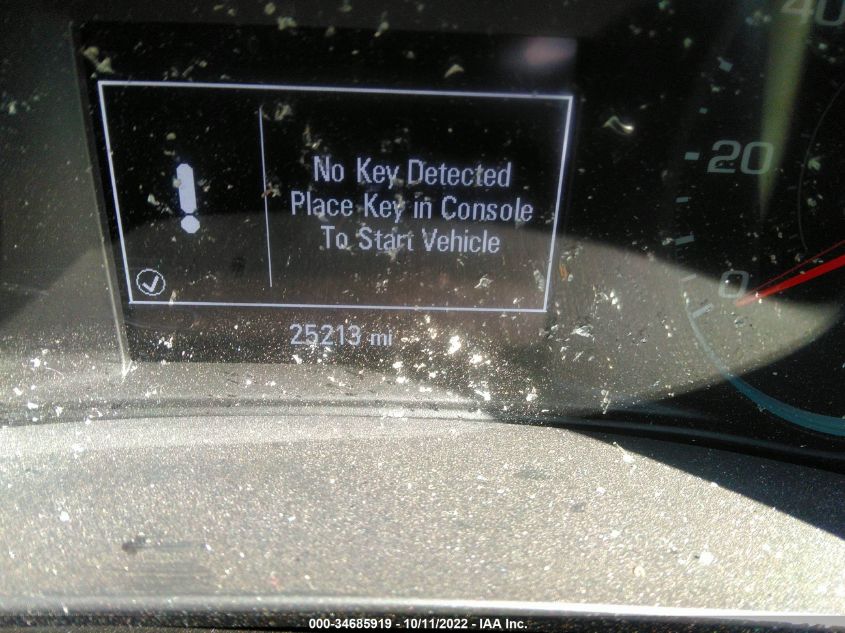 40
No Key Detected
20
Place Key in Console
To Start Vehicle
0
25213 mi
000-34685919 - 10/11/2022 - IAA Inc.